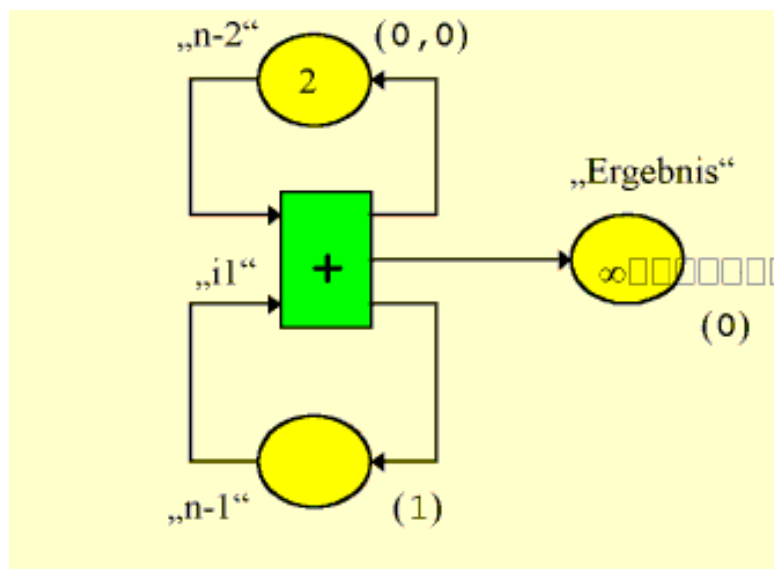 „n-2“ (0,0)
2
„Ergebnis“
„i1“
+
∞□□□□□□□
(0)
„n-1“ (1)